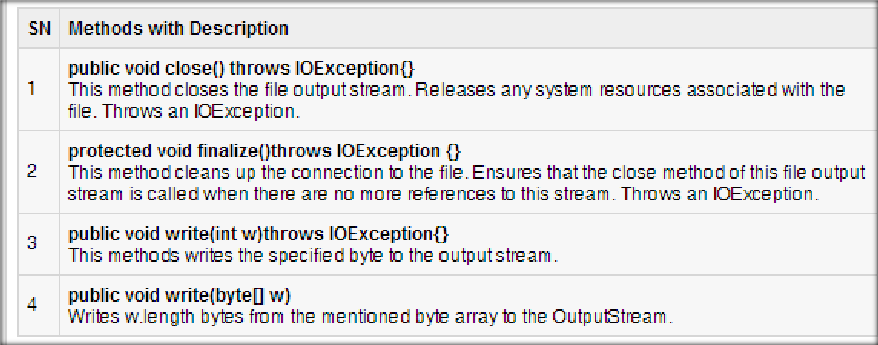 SN Methods with Description
public void close() throws IOException{}
1 This method closes the file output stream. Releases any system resources associated with the
file. Throws an IOException.
protected void finalize()throws IOException {}
2 This method cleans up the connection to the file. Ensures that the close method of this file output
stream is called when there are no more references to this stream. Throws an IOException.
public void write(int w)throws IOException{}
3 This methods writes the specified byte to the output stream.
public void write(byte[] w)
4 Writes w.length bytes from the mentioned byte array to the OutputStream.